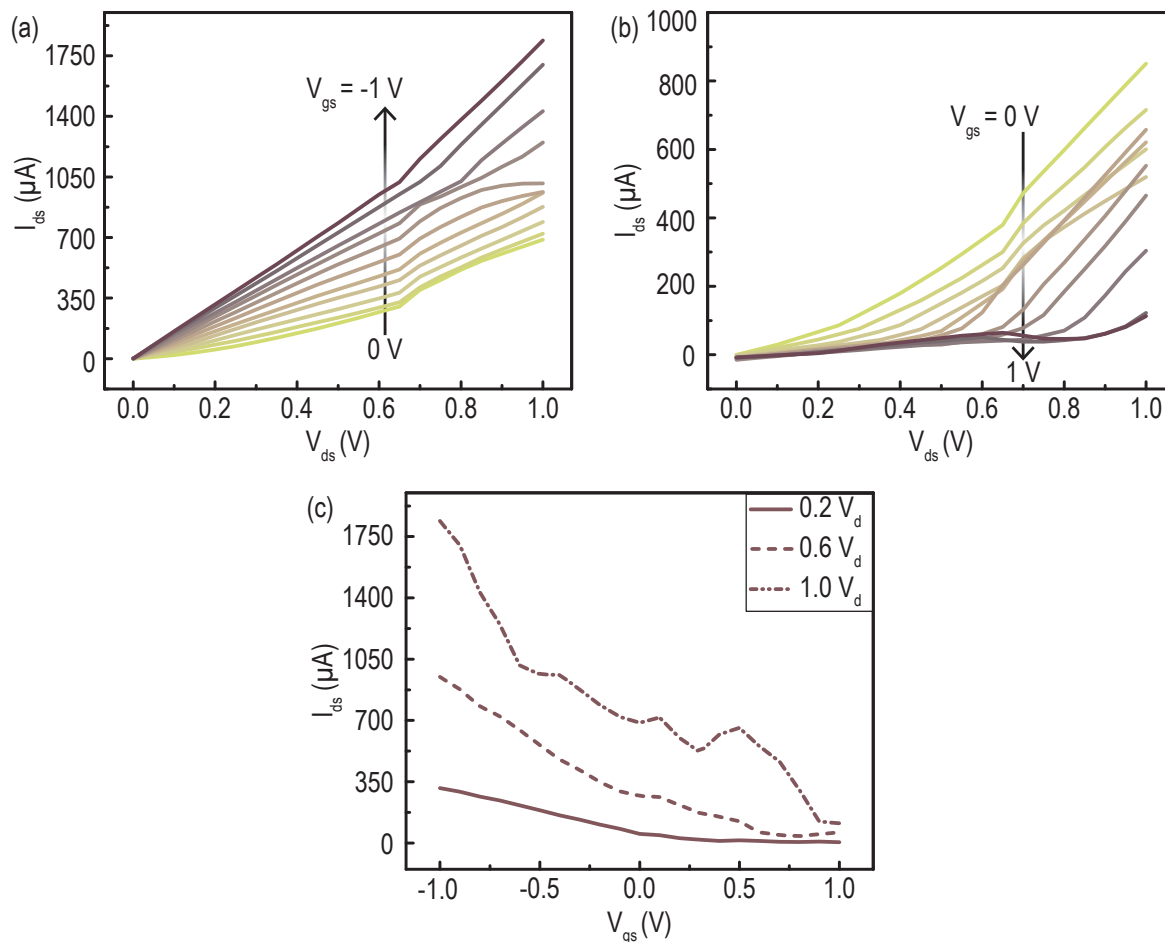 (a)
1750
1400
1050
700
350
0
I_ds (μA)
V_gs = -1 V
0 V
0.0 0.2 0.4 0.6 0.8 1.0
V_ds (V)
(b)
1000
800
600
400
200
0
I_ds (μA)
V_gs = 0 V
1 V
0.0 0.2 0.4 0.6 0.8 1.0
V_ds (V)
(c)
1750
1400
1050
700
350
0
I_ds (μA)
0.2 V_d
0.6 V_d
1.0 V_d
-1.0 -0.5 0.0 0.5 1.0
V_gs (V)